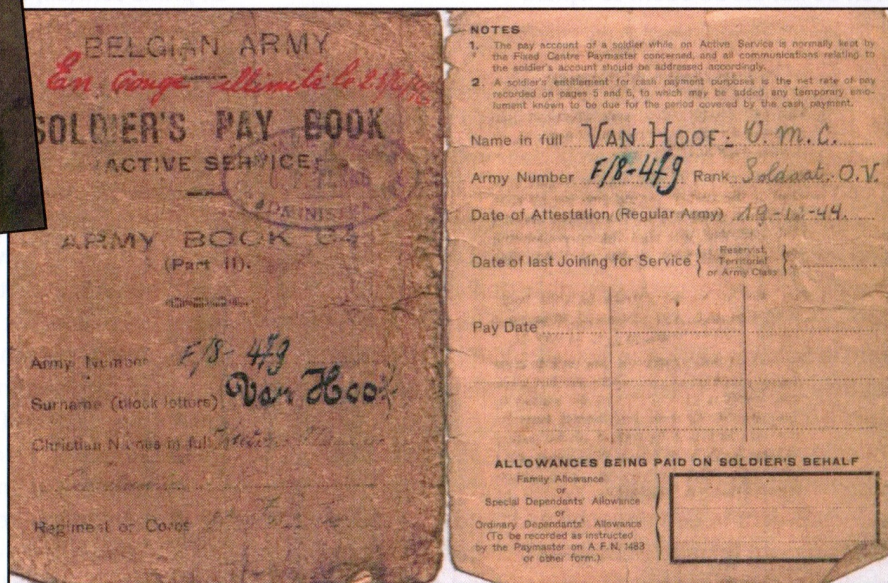 BELGIAN ARMY
En Congé illimité le
SOLDIER'S PAY BOOK
(ACTIVE SERVICE)
ADMINISTRA
ARMY BOOK 64
(Part II).
Army Number F/8-479
Surname (block letters) Van Hoof
Christian Names in full
Regiment or Corps
NOTES
1. The pay account of a soldier while on Active Service is normally kept by
the Fixed Centre Paymaster concerned, and all communications relating to
the soldier's account should be addressed accordingly.
2. A soldier's entitlement for cash payment purposes is the net rate of pay
recorded on pages 5 and 6, to which may be added any temporary emo-
lument known to be due for the period covered by the cash payment.
Name in full VAN HOOF: O.M.C.
Army Number F/8-479 Rank Soldaat. O.V.
Date of Attestation (Regular Army) 19-12-44
Date of last Joining for Service { Reservist, Territorial or Army Class }
Pay Date
ALLOWANCES BEING PAID ON SOLDIER'S BEHALF
Family Allowance
or
Special Dependants' Allowance
or
Ordinary Dependants' Allowance
(To be recorded as instructed
by the Paymaster on A.F.N. 1483
or other form.)